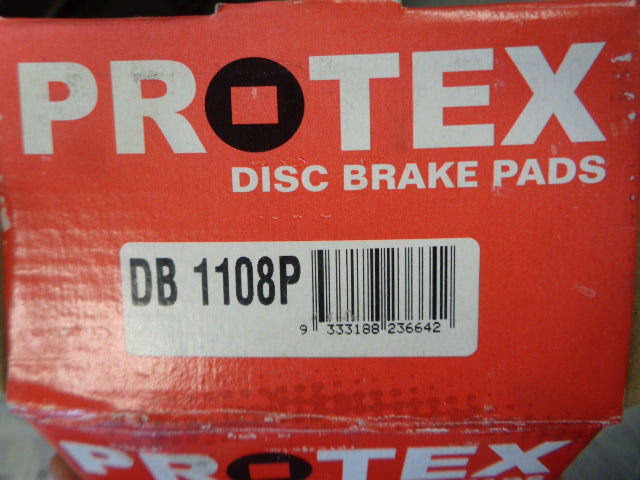 PROTEX
DISC BRAKE PADS
DB 1108P
9 333188 236642
PROTEX